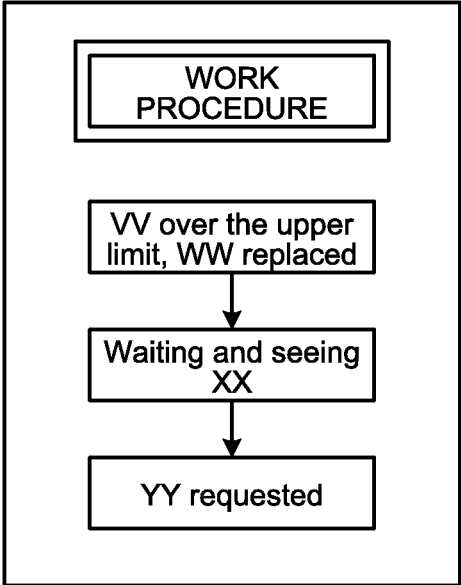 WORK
PROCEDURE
VV over the upper
limit, WW replaced
Waiting and seeing
XX
YY requested